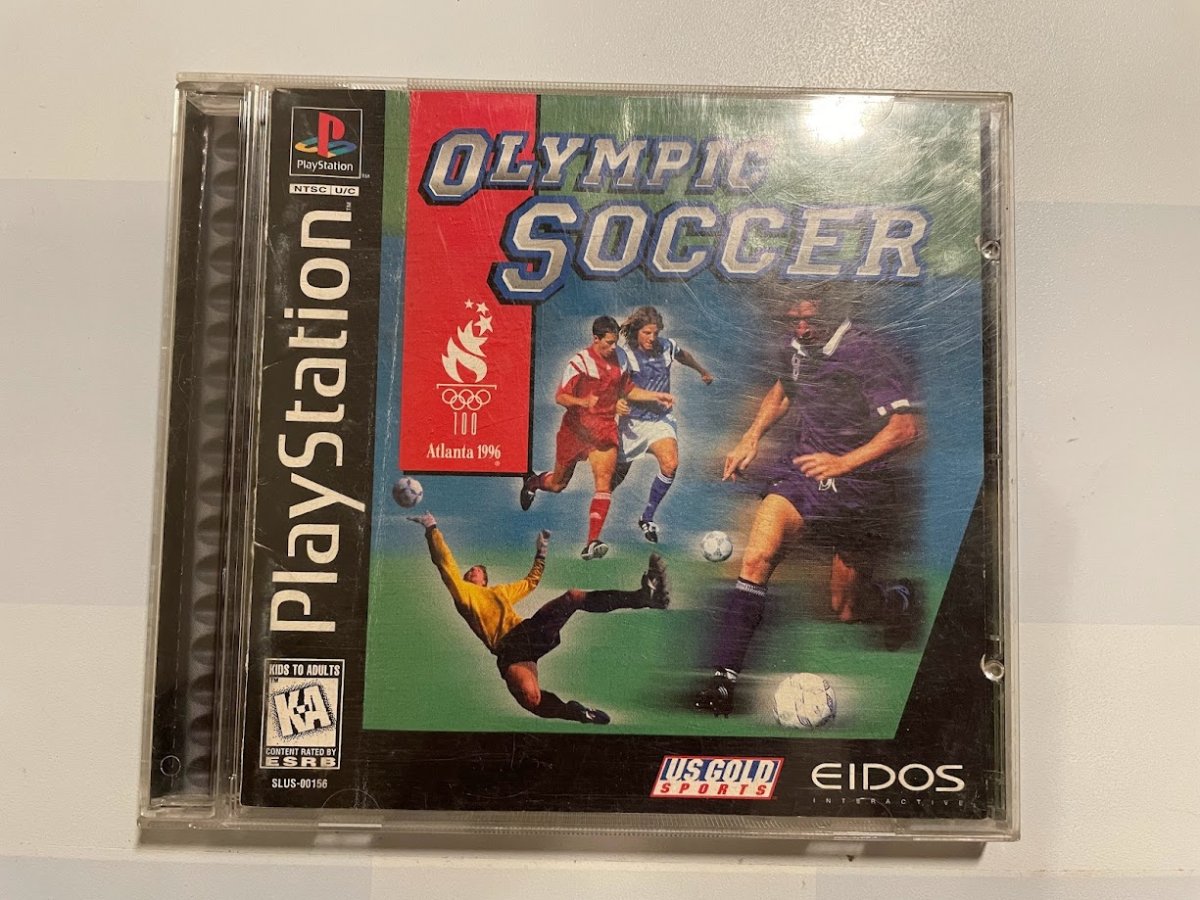 PlayStation
NTSC U/C
PlayStation
OLYMPIC
SOCCER
100
Atlanta 1996
KIDS TO ADULTS
K-A
CONTENT RATED BY
ESRB
SLUS-00156
US GOLD
SPORTS
EIDOS
INTERACTIVE